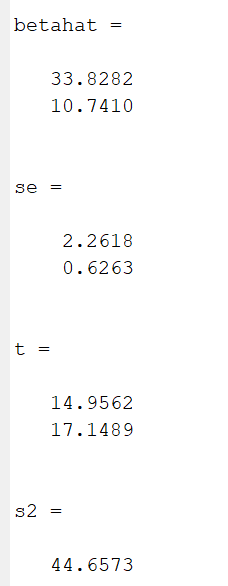 betahat =
33.8282
10.7410
se =
2.2618
0.6263
t =
14.9562
17.1489
s2 =
44.6573